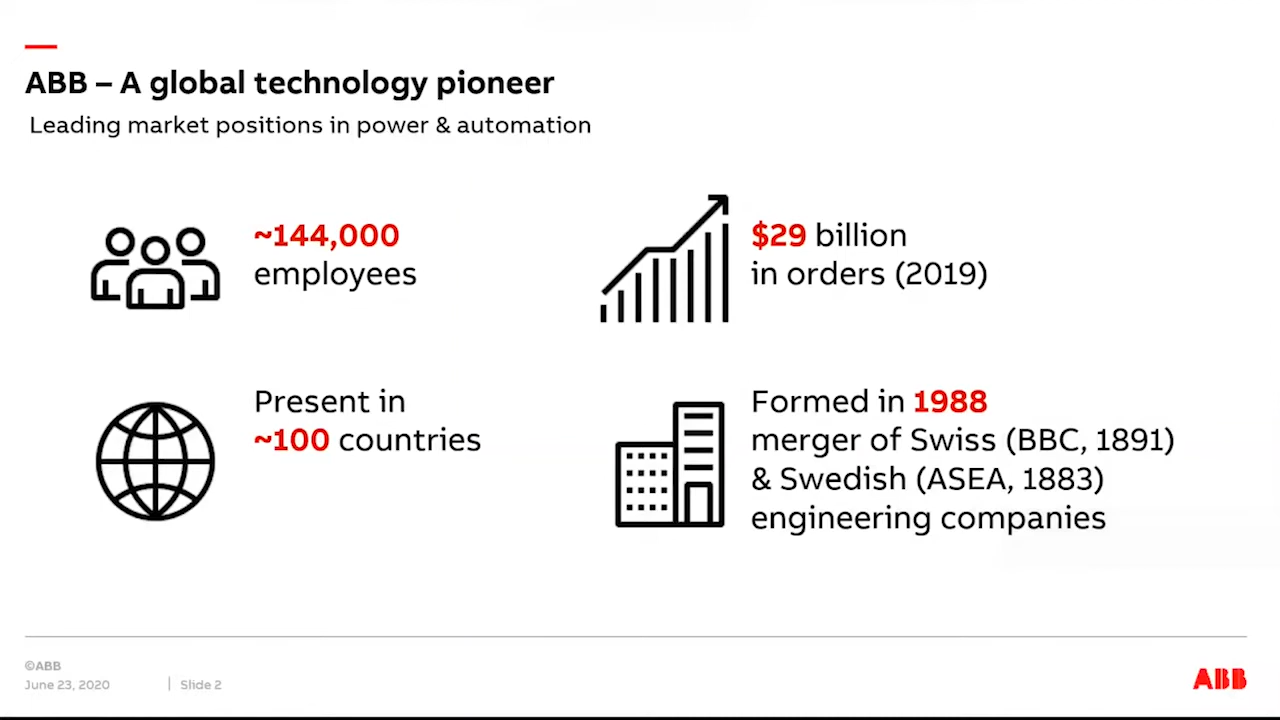 ABB – A global technology pioneer
Leading market positions in power & automation
~144,000
employees
$29 billion
in orders (2019)
Present in
~100 countries
Formed in 1988
merger of Swiss (BBC, 1891)
& Swedish (ASEA, 1883)
engineering companies
©ABB
June 23, 2020 | Slide 2
ABB